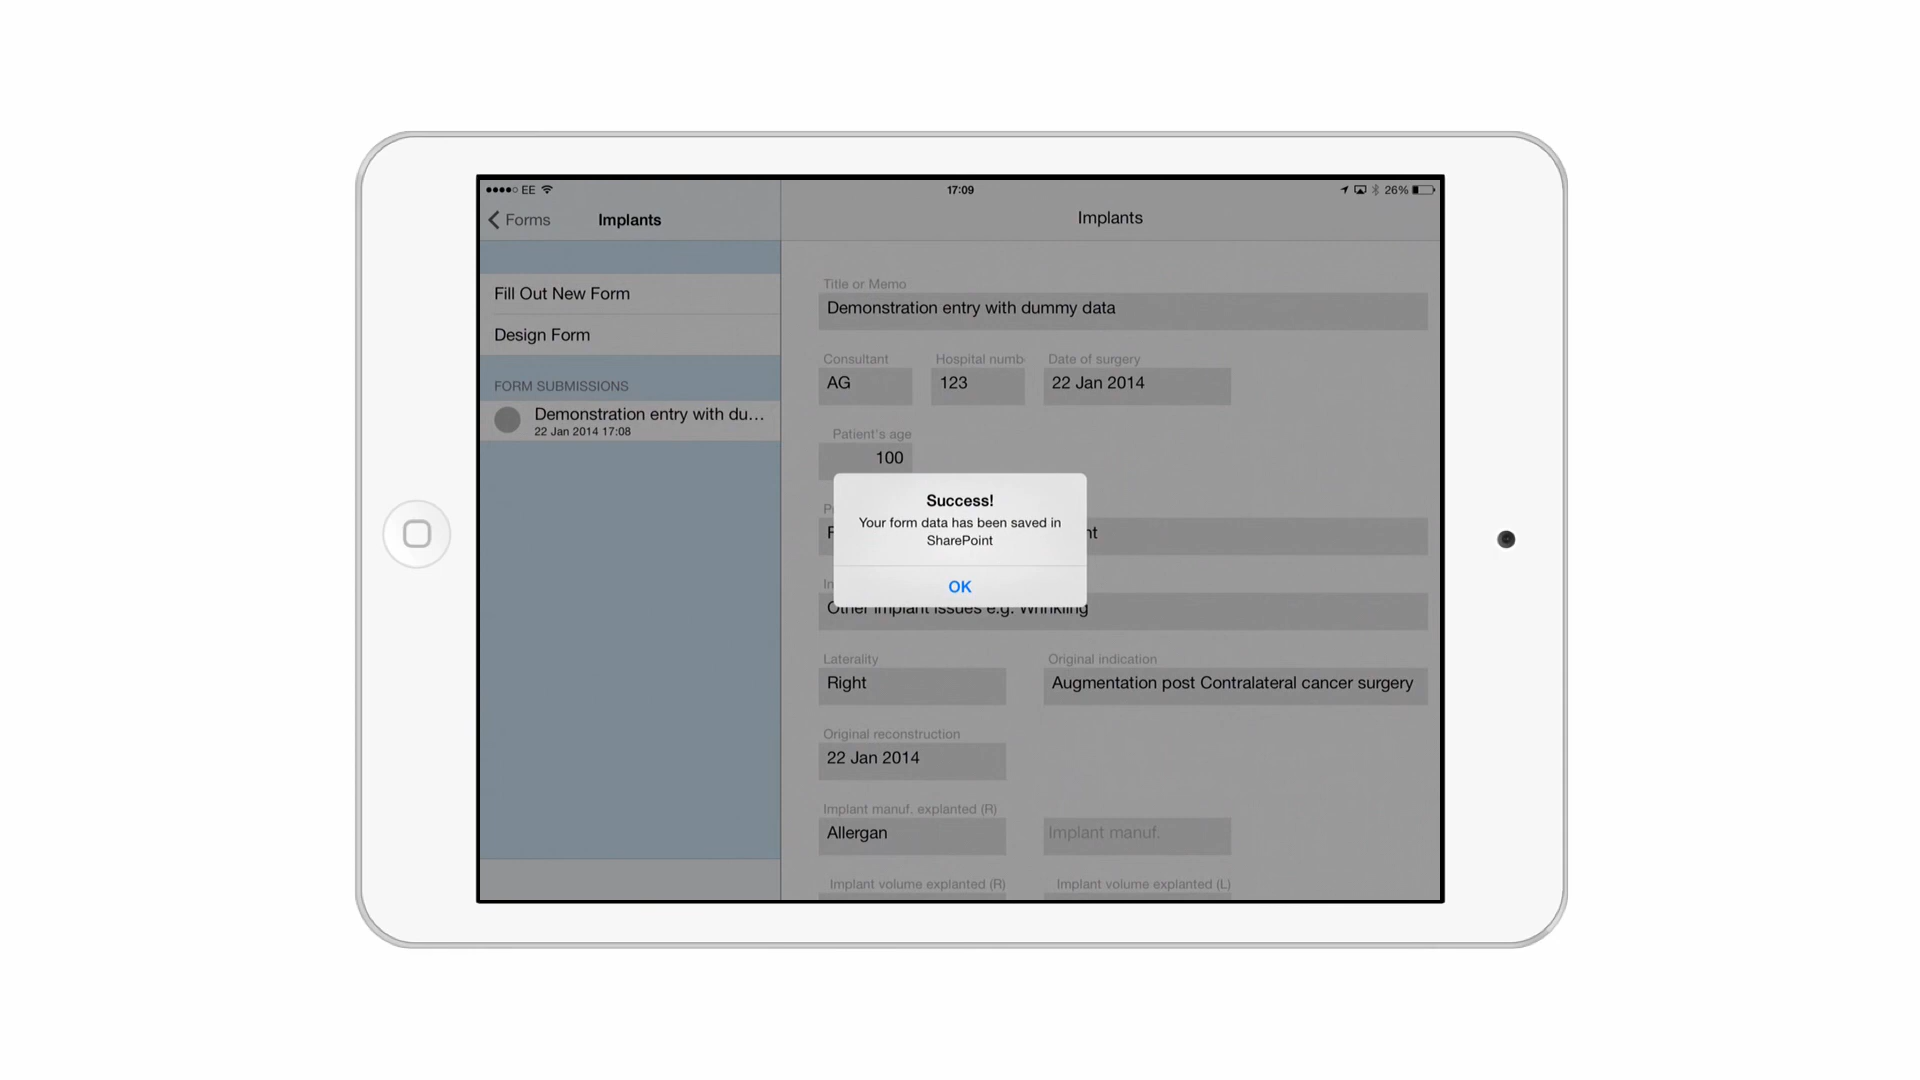 EE
17:09
26%
Forms
Implants
Implants
Fill Out New Form
Design Form
FORM SUBMISSIONS
Demonstration entry with du...
22 Jan 2014 17:08
Title or Memo
Demonstration entry with dummy data
Consultant
Hospital numb
Date of surgery
AG
123
22 Jan 2014
Patient's age
100
Success!
Your form data has been saved in
SharePoint
OK
Other implant issues e.g. Wrinkling
Laterality
Original indication
Right
Augmentation post Contralateral cancer surgery
Original reconstruction
22 Jan 2014
Implant manuf. explanted (R)
Allergan
Implant manuf.
Implant volume explanted (R)
Implant volume explanted (L)